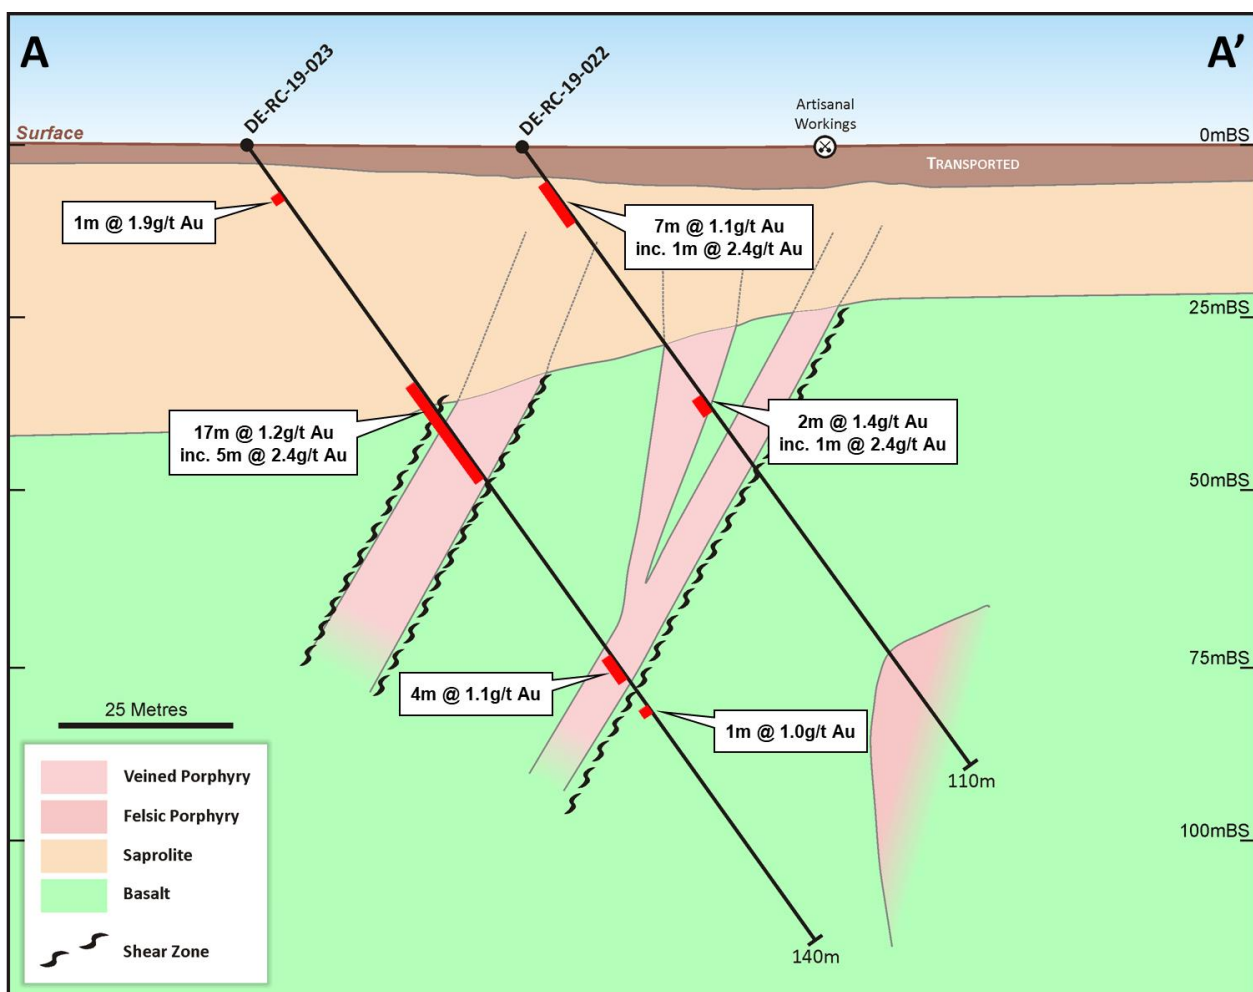 A
A'
DE-RC-19-023
DE-RC-19-022
Artisanal
Workings
Surface
0mBS
TRANSPORTED
1m @ 1.9g/t Au
7m @ 1.1g/t Au
inc. 1m @ 2.4g/t Au
25mBS
17m @ 1.2g/t Au
inc. 5m @ 2.4g/t Au
2m @ 1.4g/t Au
inc. 1m @ 2.4g/t Au
50mBS
75mBS
4m @ 1.1g/t Au
25 Metres
1m @ 1.0g/t Au
110m
Veined Porphyry
Felsic Porphyry
100mBS
Saprolite
Basalt
Shear Zone
140m